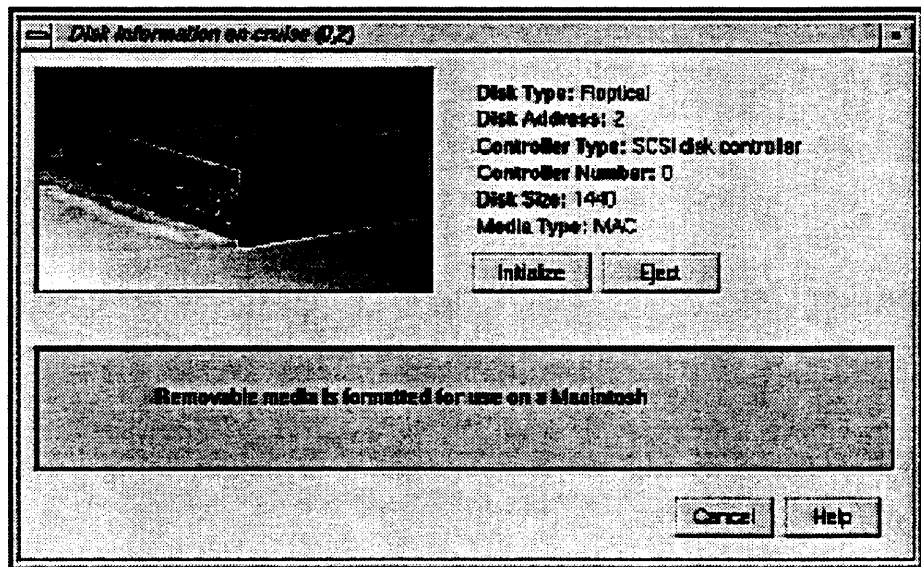 Disk Information on cruise (0,2)
Disk Type: Floptical
Disk Address: 2
Controller Type: SCSI disk controller
Controller Number: 0
Disk Size: 1440
Media Type: MAC
Initialize Eject
Removable media is formatted for use on a Macintosh
Cancel Help